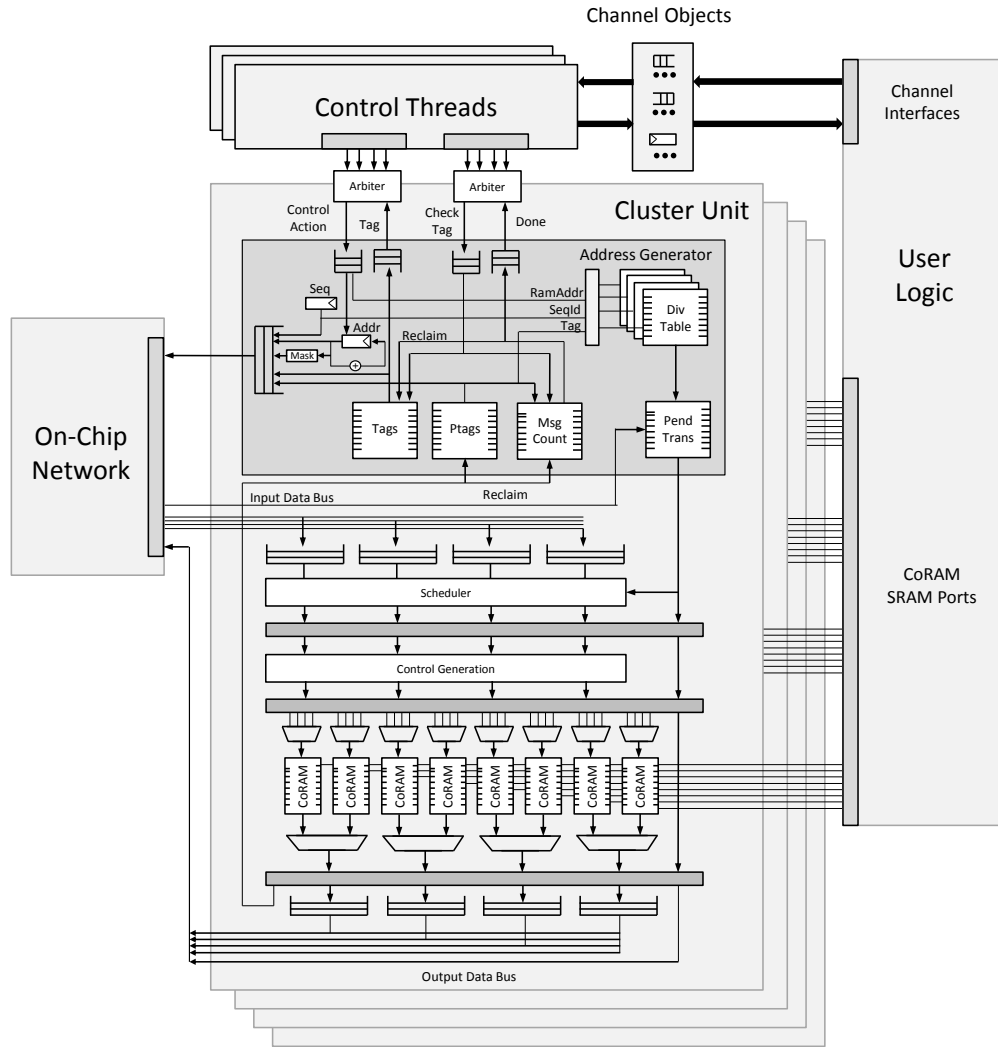 Channel Objects
Control Threads
Channel
Interfaces
Arbiter
Arbiter
Control
Action
Tag
Check
Tag
Done
Cluster Unit
Address Generator
User
Logic
Seq
RamAddr
SeqId
Tag
Div
Table
Addr
Reclaim
Mask
+
On-Chip
Network
Tags
Ptags
Msg
Count
Pend
Trans
Input Data Bus
Reclaim
Scheduler
CoRAM
SRAM Ports
Control Generation
CoRAM
CoRAM
CoRAM
CoRAM
CoRAM
CoRAM
CoRAM
CoRAM
Output Data Bus